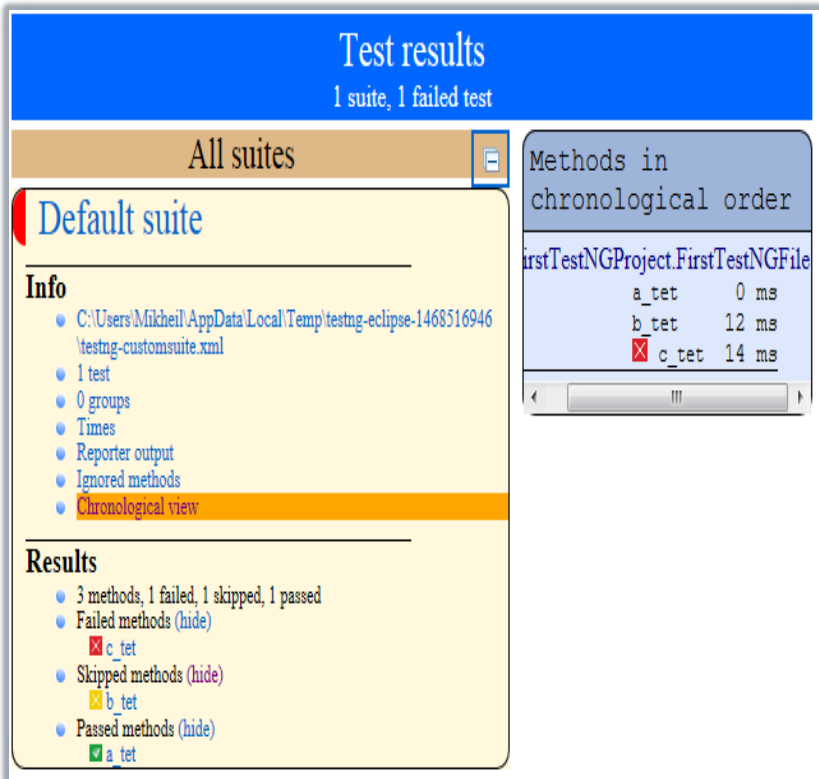 Test results
1 suite, 1 failed test
All suites
Default suite
Info
C:\Users\Mikheil\AppData\Local\Temp\testng-eclipse-1468516946
\testng-customsuite.xml
1 test
0 groups
Times
Reporter output
Ignored methods
Chronological view
Results
3 methods, 1 failed, 1 skipped, 1 passed
Failed methods (hide)
c_tet
Skipped methods (hide)
b_tet
Passed methods (hide)
a_tet
Methods in
chronological order
irstTestNGProject.FirstTestNGFile
a_tet 0 ms
b_tet 12 ms
c_tet 14 ms